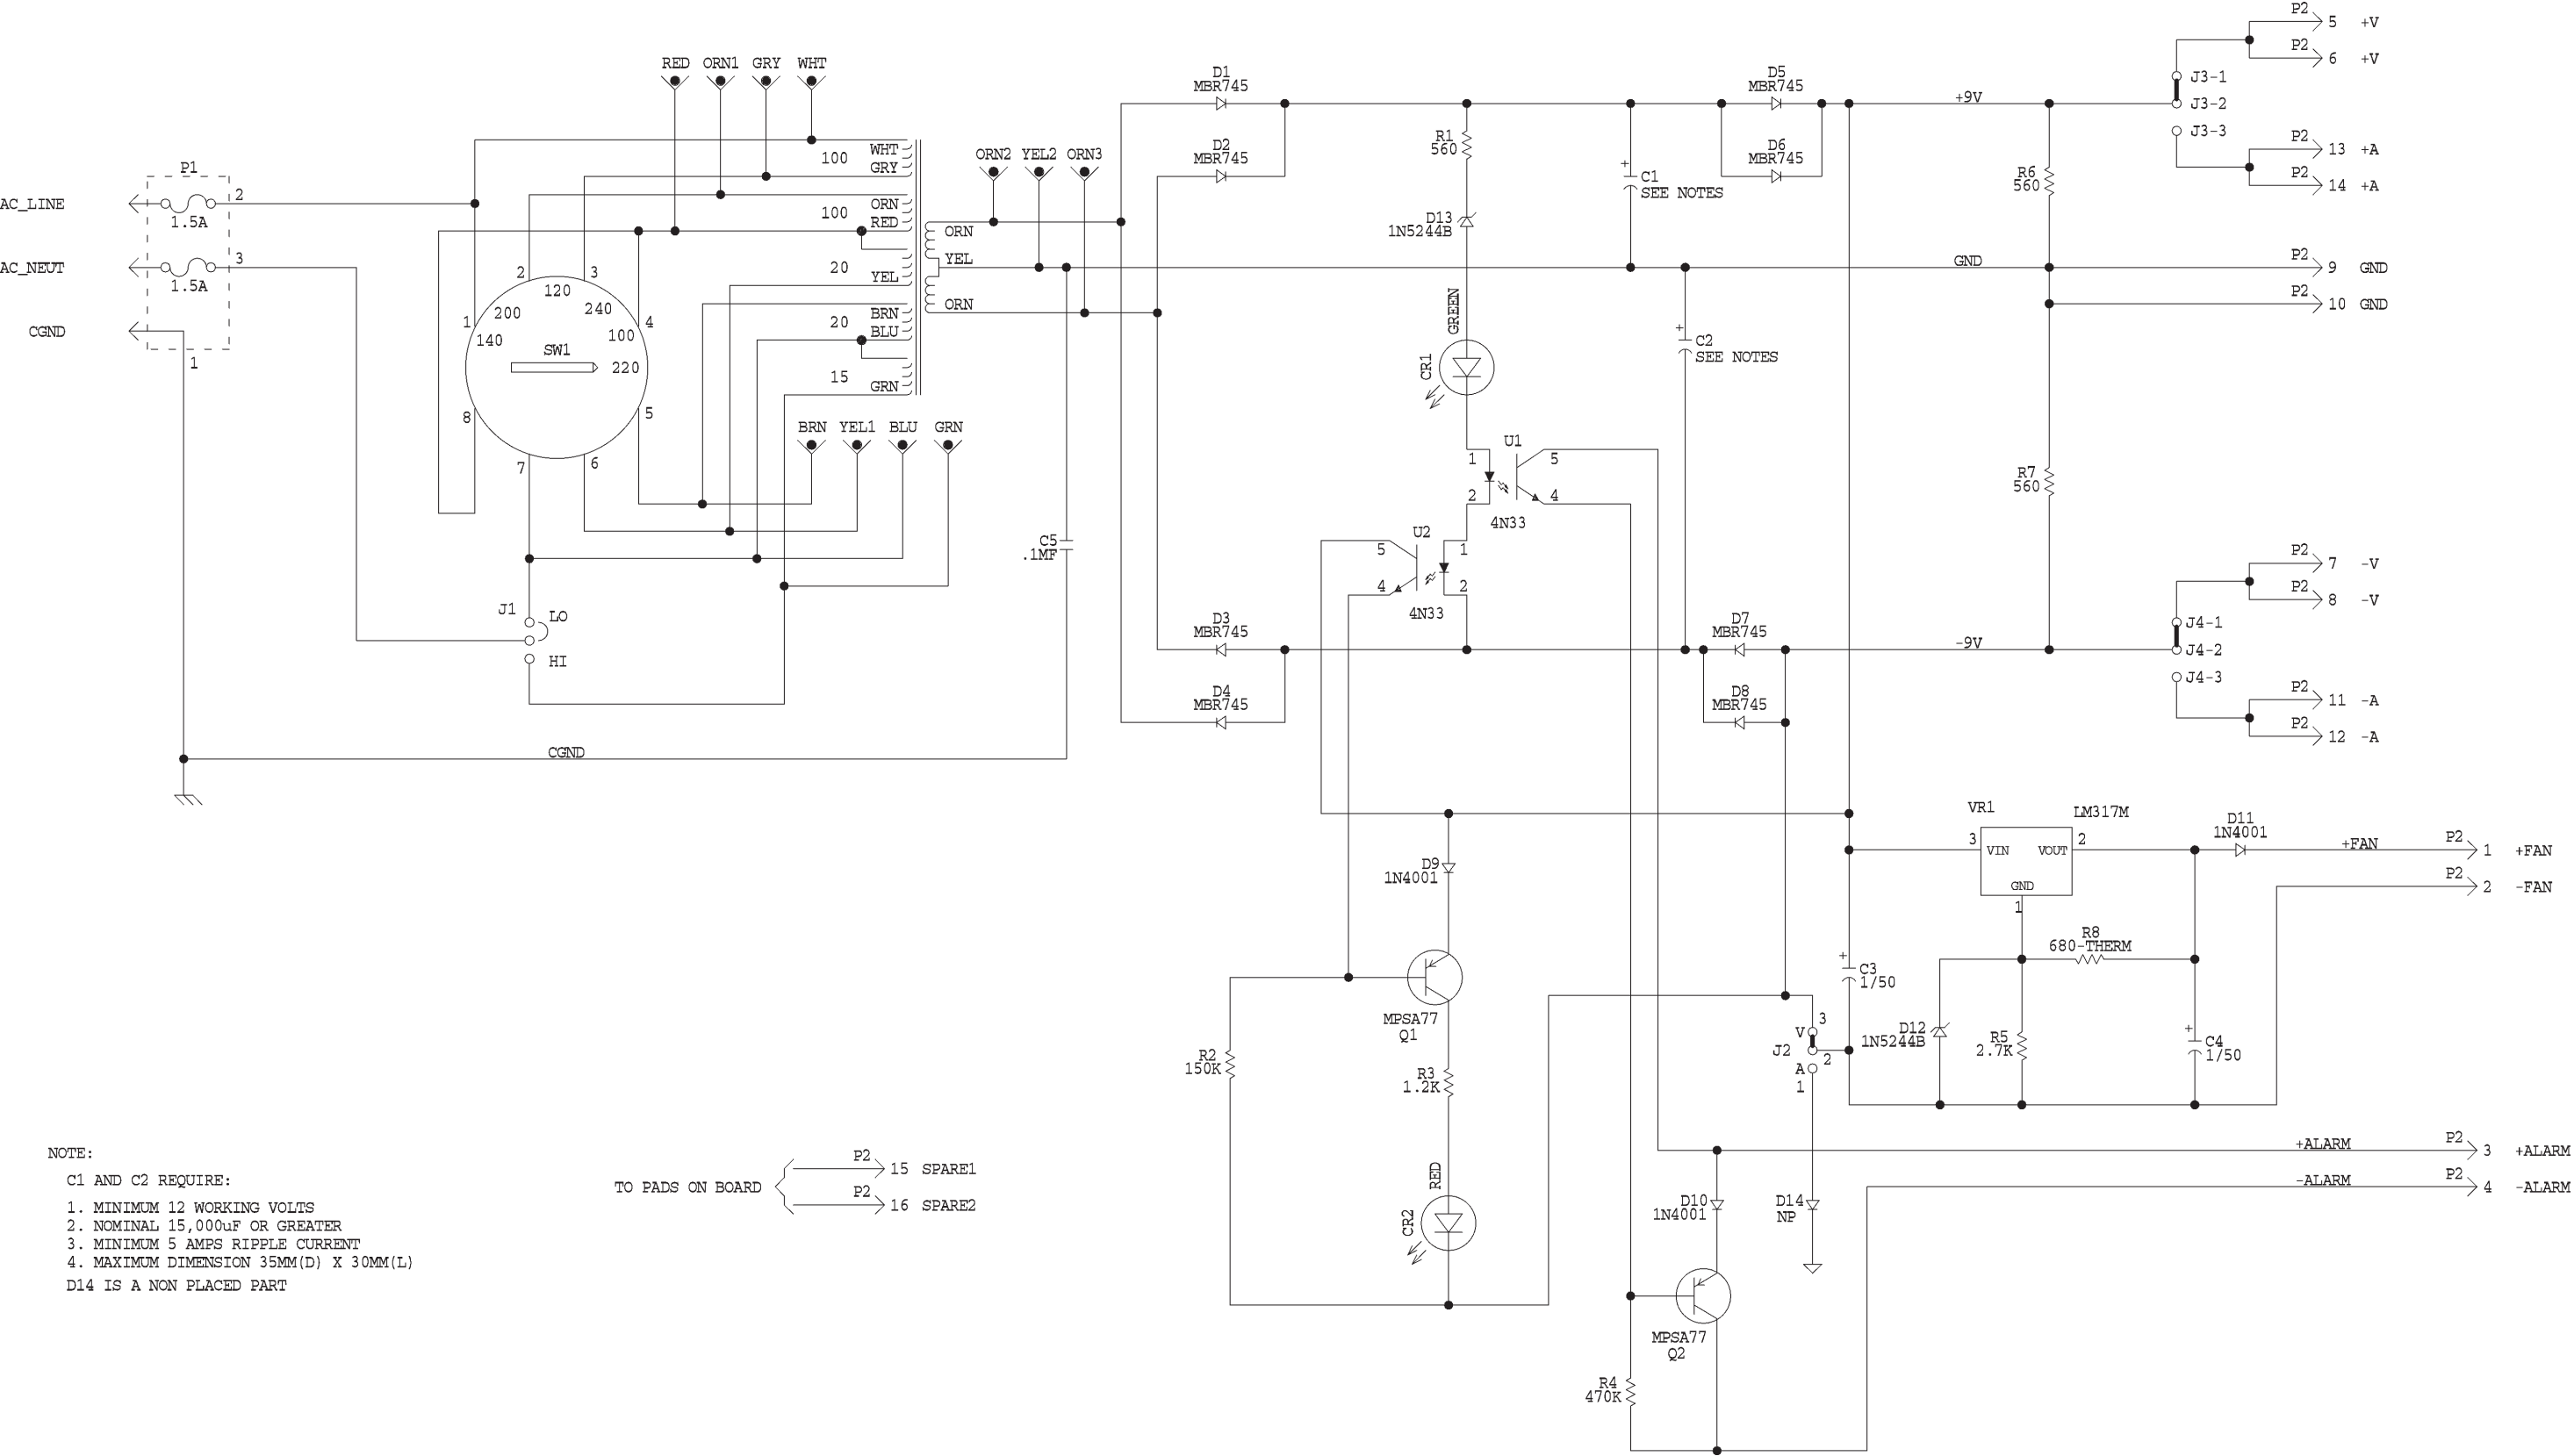 P2 5 +V
P2 6 +V
RED ORN1 GRY WHT
D1
MBR745
D5
MBR745
J3-1
+9V
J3-2
J3-3
R1
560
D2
MBR745
D6
MBR745
P2 13 +A
P2 14 +A
P1
WHT
100
GRY
ORN2 YEL2 ORN3
+
C1
SEE NOTES
R6
560
AC_LINE
2
1.5A
ORN
100
RED
ORN
D13
1N5244B
AC_NEUT
3
1.5A
20
YEL
YEL
GND
P2 9 GND
P2 10 GND
2 3
120
200 240
1 4
140 100
SW1
220
8 5
7 6
BRN
20
BLU
15
GRN
ORN
CGND
1
GREEN
CR1
+
C2
SEE NOTES
BRN YEL1 BLU GRN
U1
1 5
2 4
4N33
R7
560
U2
5 1
4 2
4N33
C5
.1MF
P2 7 -V
P2 8 -V
J1
LO
HI
D3
MBR745
D7
MBR745
-9V
J4-1
J4-2
J4-3
D4
MBR745
D8
MBR745
P2 11 -A
P2 12 -A
CGND
VR1
LM317M
3 VIN VOUT 2
GND
1
D11
1N4001
+FAN
P2 1 +FAN
P2 2 -FAN
D9
1N4001
R8
680-THERM
+
C3
1/50
MPSA77
Q1
V 3
J2
2
A
1
D12
1N5244B
R5
2.7K
+
C4
1/50
R2
150K
R3
1.2K
RED
CR2
+ALARM
P2 3 +ALARM
-ALARM
P2 4 -ALARM
D10
1N4001
D14
NP
MPSA77
Q2
R4
470K
NOTE:
C1 AND C2 REQUIRE:
1. MINIMUM 12 WORKING VOLTS
2. NOMINAL 15,000uF OR GREATER
3. MINIMUM 5 AMPS RIPPLE CURRENT
4. MAXIMUM DIMENSION 35MM(D) X 30MM(L)
D14 IS A NON PLACED PART
TO PADS ON BOARD
P2 15 SPARE1
P2 16 SPARE2